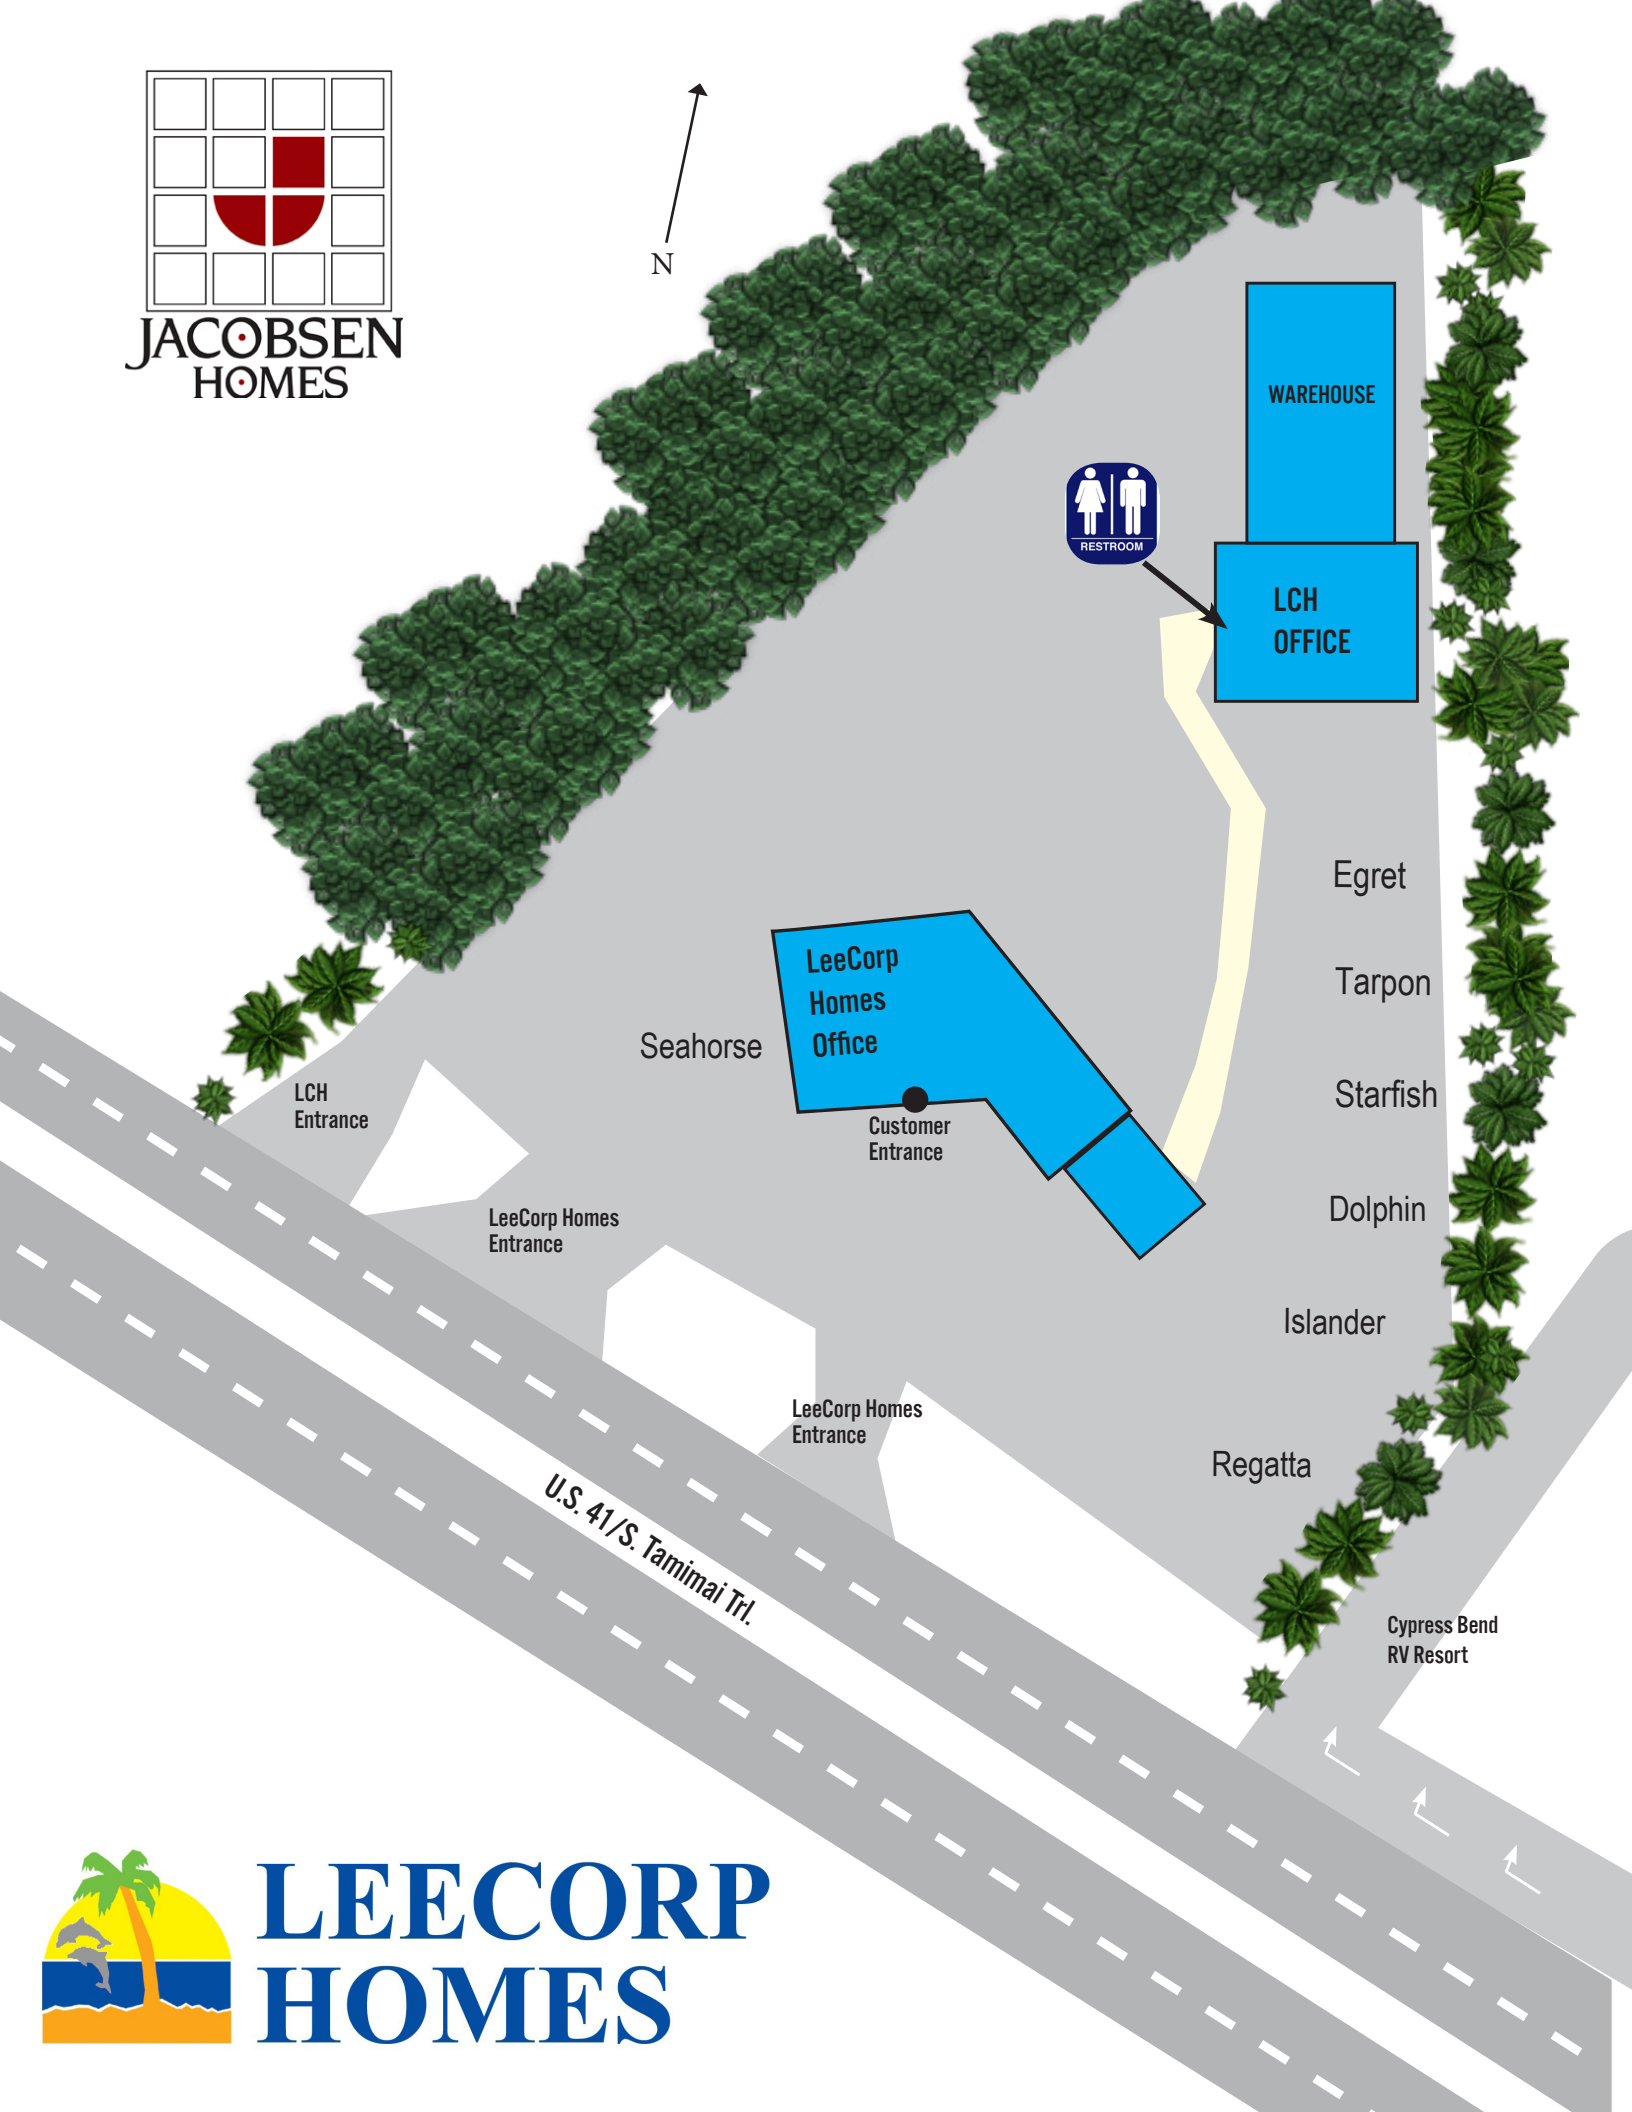 JACOBSEN
HOMES
N
WAREHOUSE
RESTROOM
LCH
OFFICE
Egret
LeeCorp
Homes
Office
Tarpon
Seahorse
LCH
Entrance
Starfish
Customer
Entrance
LeeCorp Homes
Entrance
Dolphin
Islander
LeeCorp Homes
Entrance
Regatta
U.S. 41/S. Tamimai Trl.
Cypress Bend
RV Resort
LEECORP
HOMES